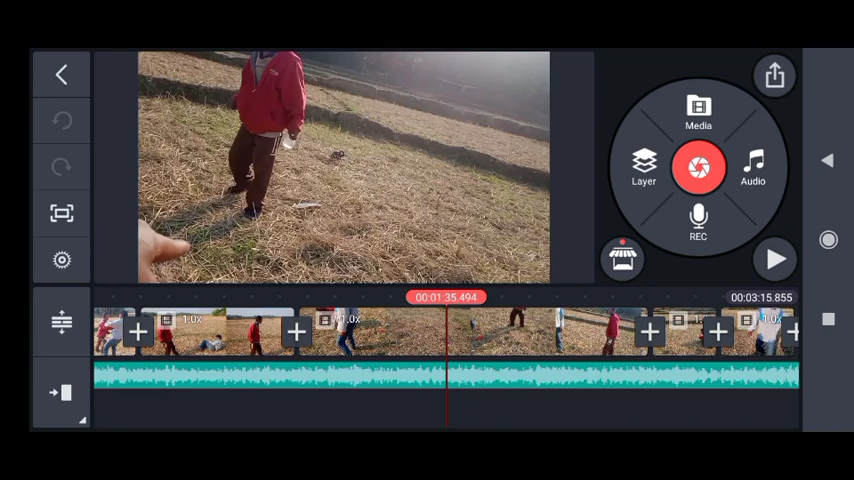 Media
Layer
Audio
REC
00:01:35.494
00:03:15.855
1.0x
1.0x
1.0x